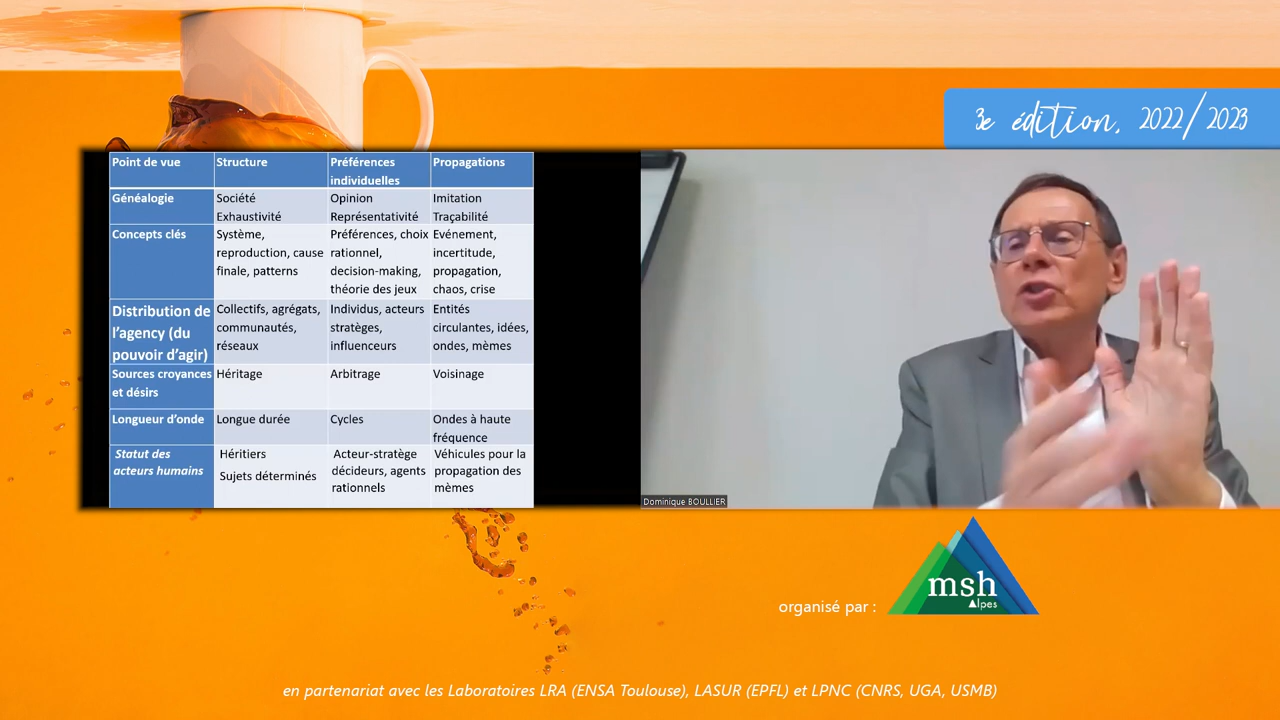 3e édition, 2022/2023
Point de vue
Structure
Préférences
individuelles
Propagations
Généalogie
Société
Exhaustivité
Opinion
Représentativité
Imitation
Traçabilité
Concepts clés
Système,
reproduction, cause
finale, patterns
Préférences, choix
rationnel,
decision-making,
théorie des jeux
Evénement,
incertitude,
propagation,
chaos, crise
Distribution de
l’agency (du
pouvoir d’agir)
Collectifs, agrégats,
communautés,
réseaux
Individus, acteurs
stratèges,
influenceurs
Entités
circulantes, idées,
ondes, mèmes
Sources croyances
et désirs
Héritage
Arbitrage
Voisinage
Longueur d’onde
Longue durée
Cycles
Ondes à haute
fréquence
Statut des
acteurs humains
Héritiers
Sujets déterminés
Acteur-stratège
décideurs, agents
rationnels
Véhicules pour la
propagation des
mèmes
Dominique BOULLIER
organisé par :
msh
Alpes
en partenariat avec les Laboratoires LRA (ENSA Toulouse), LASUR (EPFL) et LPNC (CNRS, UGA, USMB)